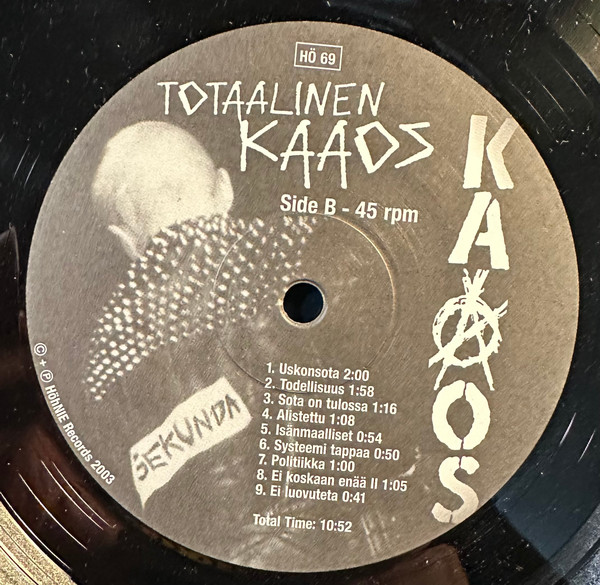 HÖ 69
TOTAALINEN
KAAOS
KAAOS
Side B - 45 rpm
1. Uskonsota 2:00
2. Todellisuus 1:58
3. Sota on tulossa 1:16
4. Alistettu 1:08
5. Isänmaalliset 0:54
6. Systeemi tappaa 0:50
7. Politiikka 1:00
8. Ei koskaan enää II 1:05
9. Ei luovuteta 0:41
Total Time: 10:52
SEKUNDA
© + ℗ HöhNIE Records 2003